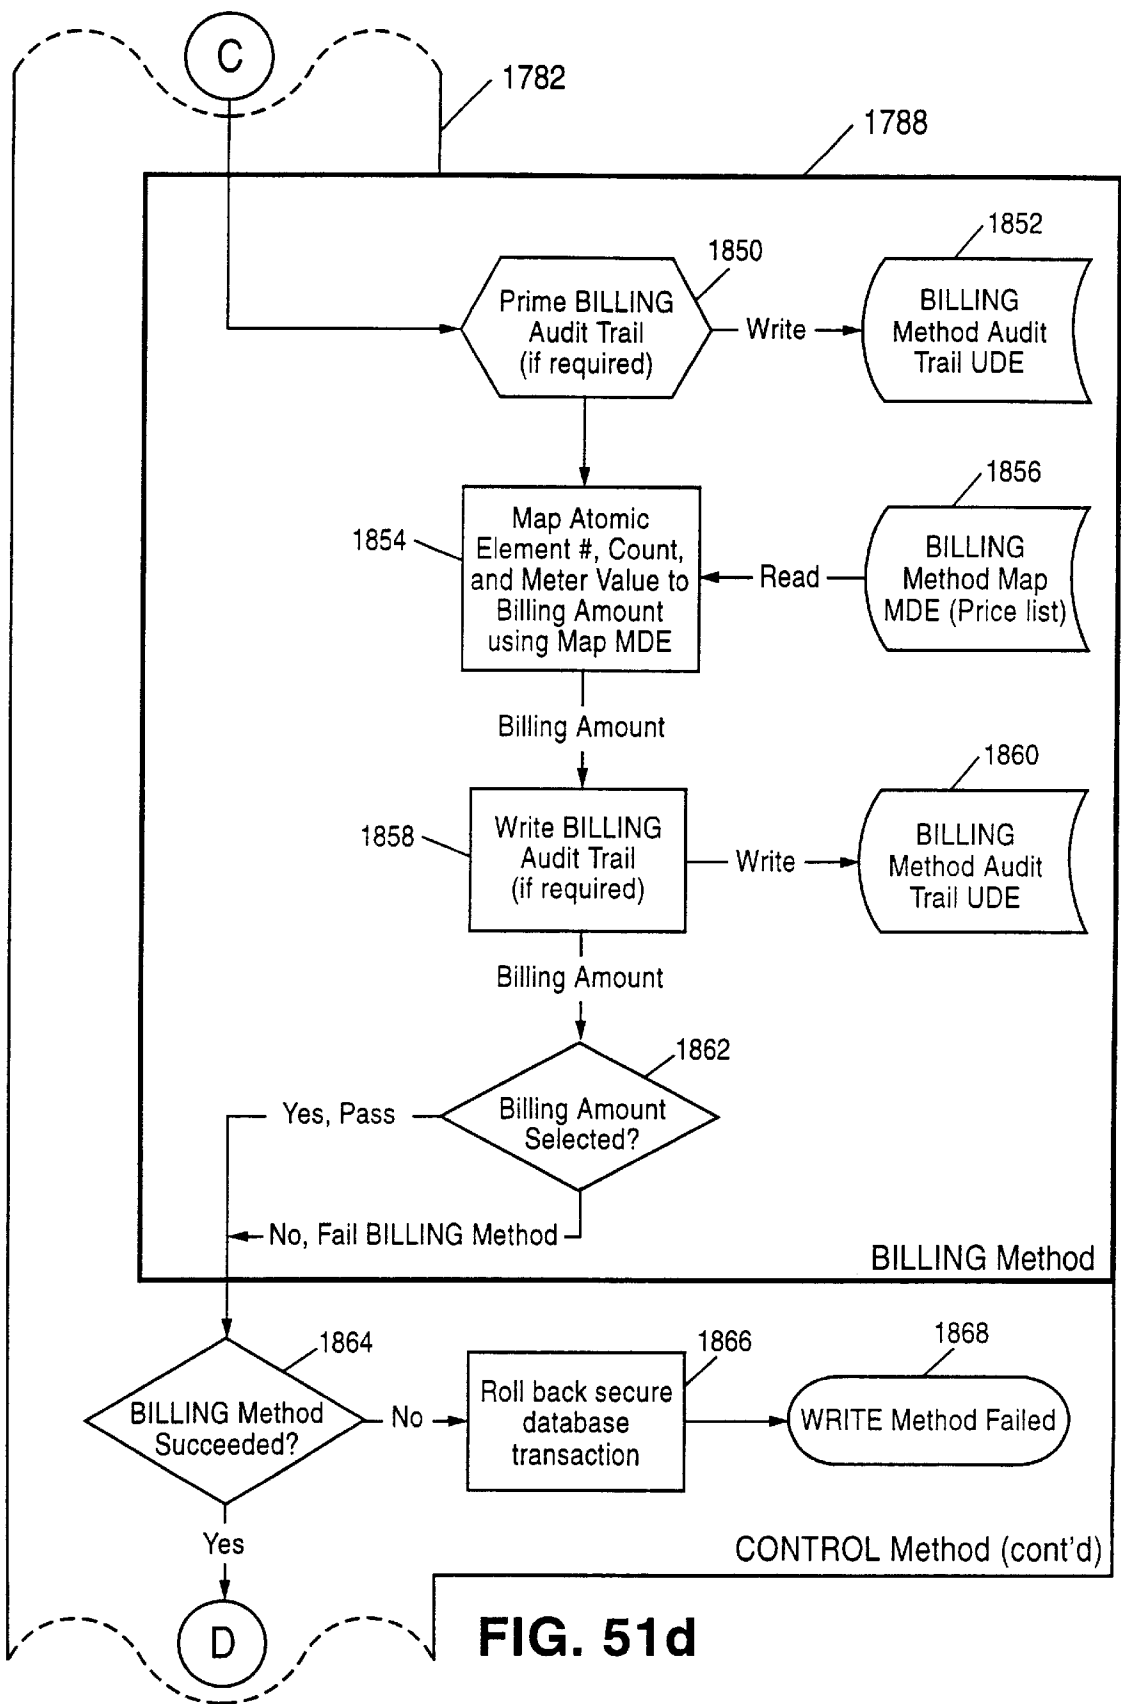 C
1782
1788
1850
1852
Prime BILLING
Audit Trail
(if required)
Write
BILLING
Method Audit
Trail UDE
1854
Map Atomic
Element #, Count,
and Meter Value to
Billing Amount
using Map MDE
Read
1856
BILLING
Method Map
MDE (Price list)
Billing Amount
1858
Write BILLING
Audit Trail
(if required)
Write
1860
BILLING
Method Audit
Trail UDE
Billing Amount
1862
Billing Amount
Selected?
Yes, Pass
No, Fail BILLING Method
BILLING Method
1864
BILLING Method
Succeeded?
No
1866
Roll back secure
database
transaction
1868
WRITE Method Failed
Yes
CONTROL Method (cont'd)
D
FIG. 51d